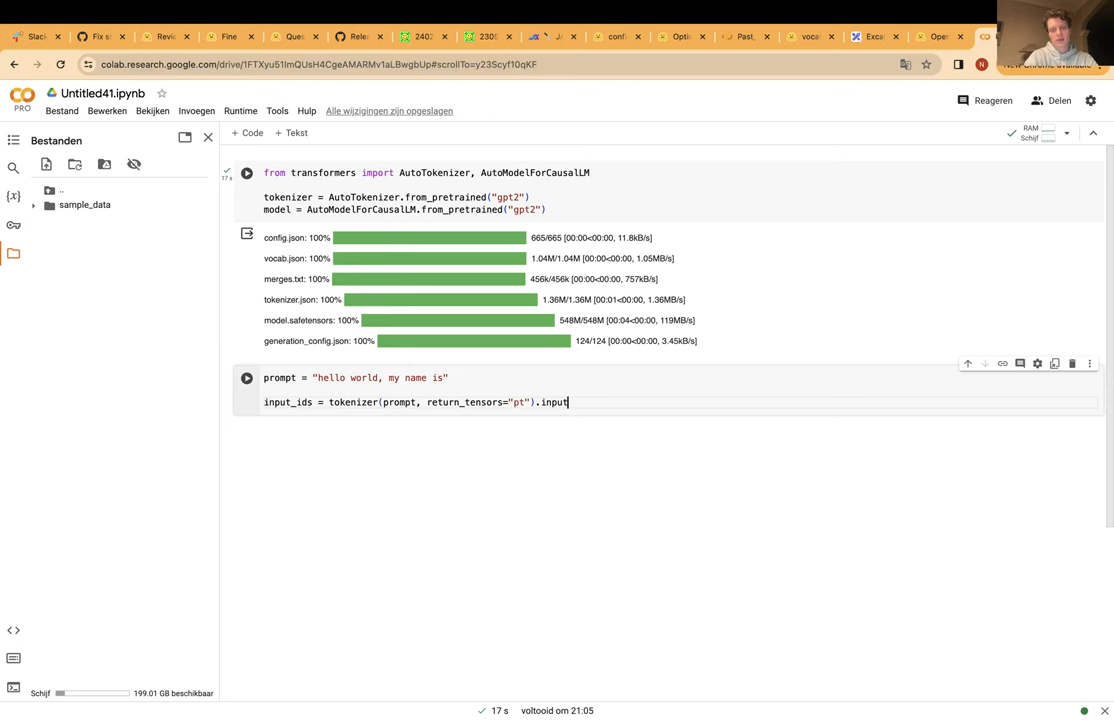 Slack
Fix s
Revi
Fine
Ques
Relea
2402
2305
confi
Opti
Past_
vocal
Excal
Oper
colab.research.google.com/drive/1FTXyu51lmQUsH4CgeAMARMv1aLBwgbUp#scrollTo=y23Scyf10qKF
N
PRO
Untitled41.ipynb
Bestand Bewerken Bekijken Invoegen Runtime Tools Help Alle wijzigingen zijn opgeslagen
Reageren
Delen
Bestanden
+ Code + Tekst
RAM
Schijf
..
sample_data
17 s
from transformers import AutoTokenizer, AutoModelForCausalLM
tokenizer = AutoTokenizer.from_pretrained("gpt2")
model = AutoModelForCausalLM.from_pretrained("gpt2")
config.json: 100% 665/665 [00:00<00:00, 11.8kB/s]
vocab.json: 100% 1.04M/1.04M [00:00<00:00, 1.05MB/s]
merges.txt: 100% 456k/456k [00:00<00:00, 757kB/s]
tokenizer.json: 100% 1.36M/1.36M [00:01<00:00, 1.36MB/s]
model.safetensors: 100% 548M/548M [00:04<00:00, 119MB/s]
generation_config.json: 100% 124/124 [00:00<00:00, 3.45kB/s]
prompt = "hello world, my name is"
input_ids = tokenizer(prompt, return_tensors="pt").input
Schijf 199.01 GB beschikbaar
17 s voltooid om 21:05